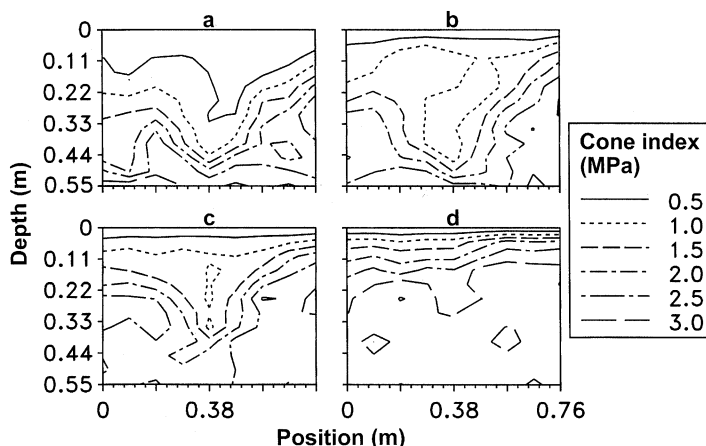 a b
0
0.11
0.22
0.33
0.44
0.55
c d
0
0.11
0.22
0.33
0.44
0.55
0 0.38 0 0.38 0.76
Depth (m)
Position (m)
Cone index
(MPa)
0.5
1.0
1.5
2.0
2.5
3.0